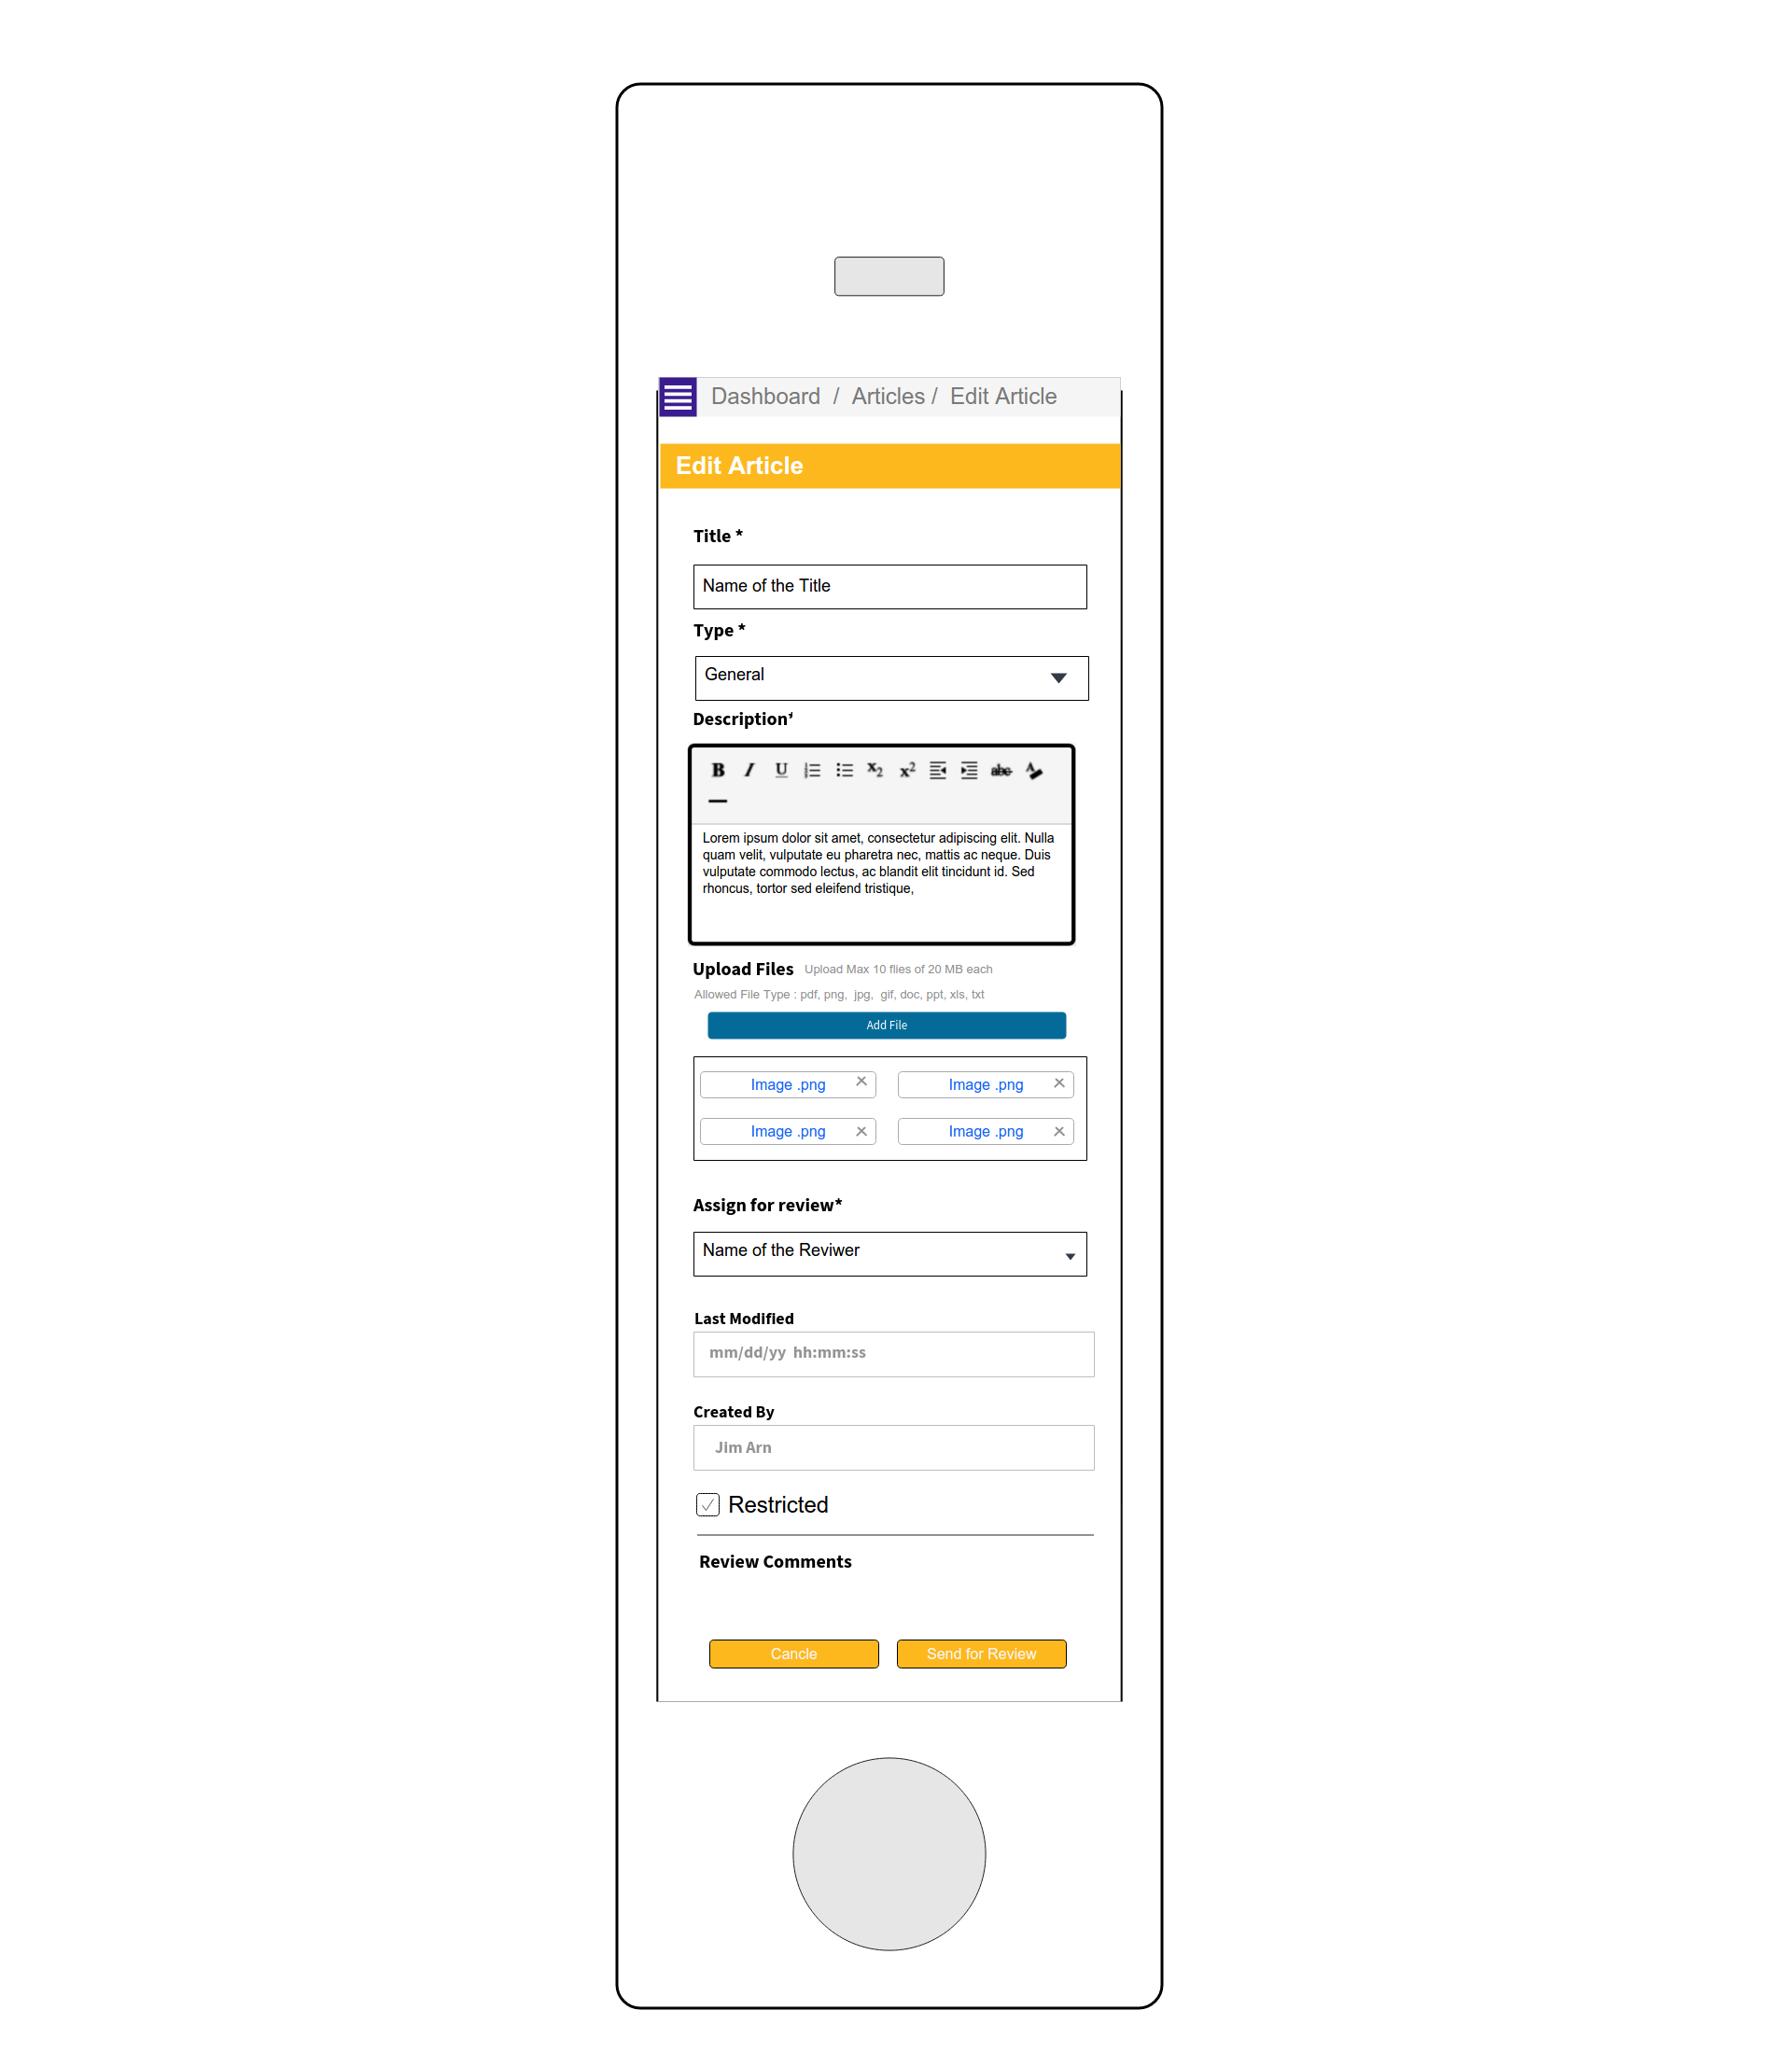 Dashboard / Articles / Edit Article
Edit Article
Title *
Name of the Title
Type *
General
Description*
B I U x2 x2 abc A
Lorem ipsum dolor sit amet, consectetur adipiscing elit. Nulla
quam velit, vulputate eu pharetra nec, mattis ac neque. Duis
vulputate commodo lectus, ac blandit elit tincidunt id. Sed
rhoncus, tortor sed eleifend tristique,
Upload Files Upload Max 10 flies of 20 MB each
Allowed File Type : pdf, png, jpg, gif, doc, ppt, xls, txt
Add File
Image .png Image .png
Image .png Image .png
Assign for review*
Name of the Reviwer
Last Modified
mm/dd/yy hh:mm:ss
Created By
Jim Arn
Restricted
Review Comments
Cancle Send for Review